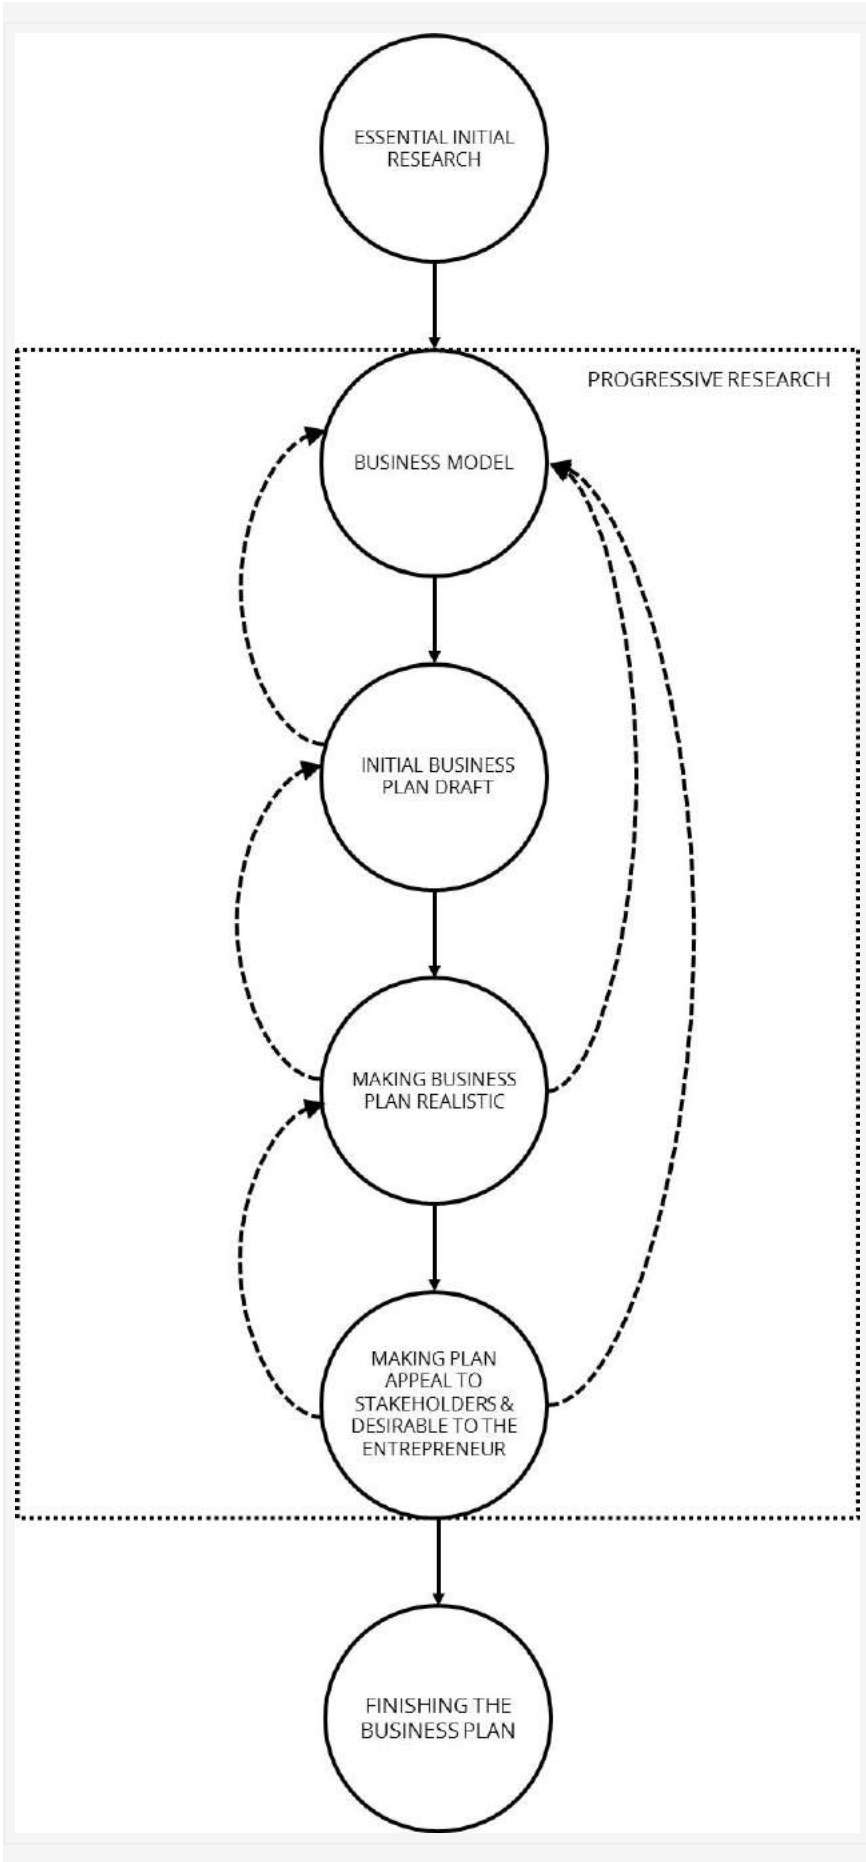 ESSENTIAL INITIAL
RESEARCH
PROGRESSIVE RESEARCH
BUSINESS MODEL
INITIAL BUSINESS
PLAN DRAFT
MAKING BUSINESS
PLAN REALISTIC
MAKING PLAN
APPEAL TO
STAKEHOLDERS &
DESIRABLE TO THE
ENTREPRENEUR
FINISHING THE
BUSINESS PLAN